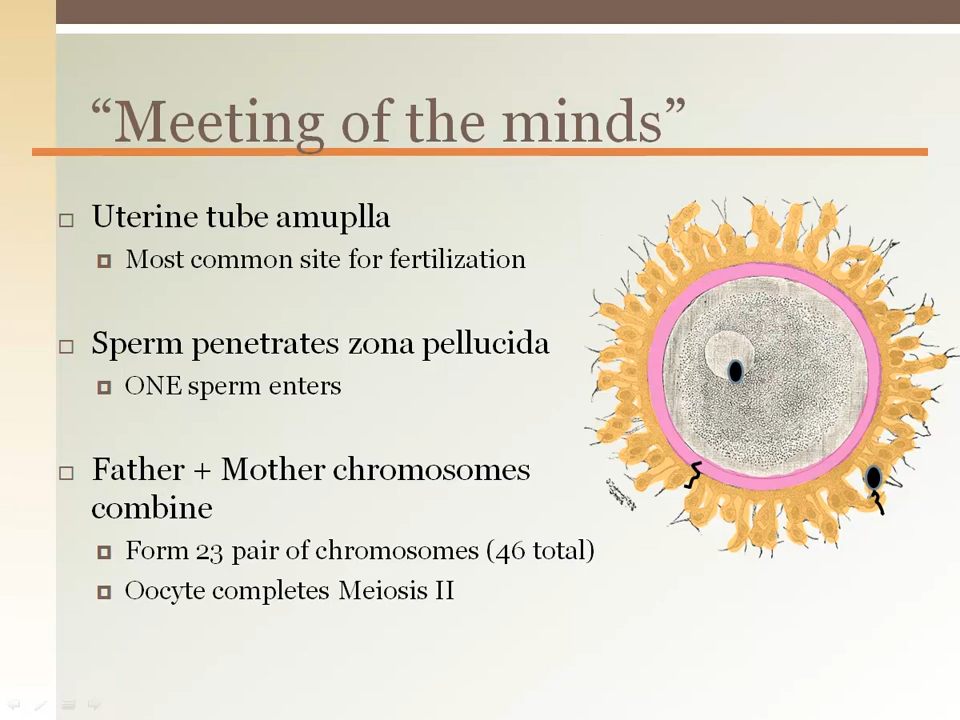 “Meeting of the minds”
Uterine tube amuplla
Most common site for fertilization
Sperm penetrates zona pellucida
ONE sperm enters
Father + Mother chromosomes
combine
Form 23 pair of chromosomes (46 total)
Oocyte completes Meiosis II